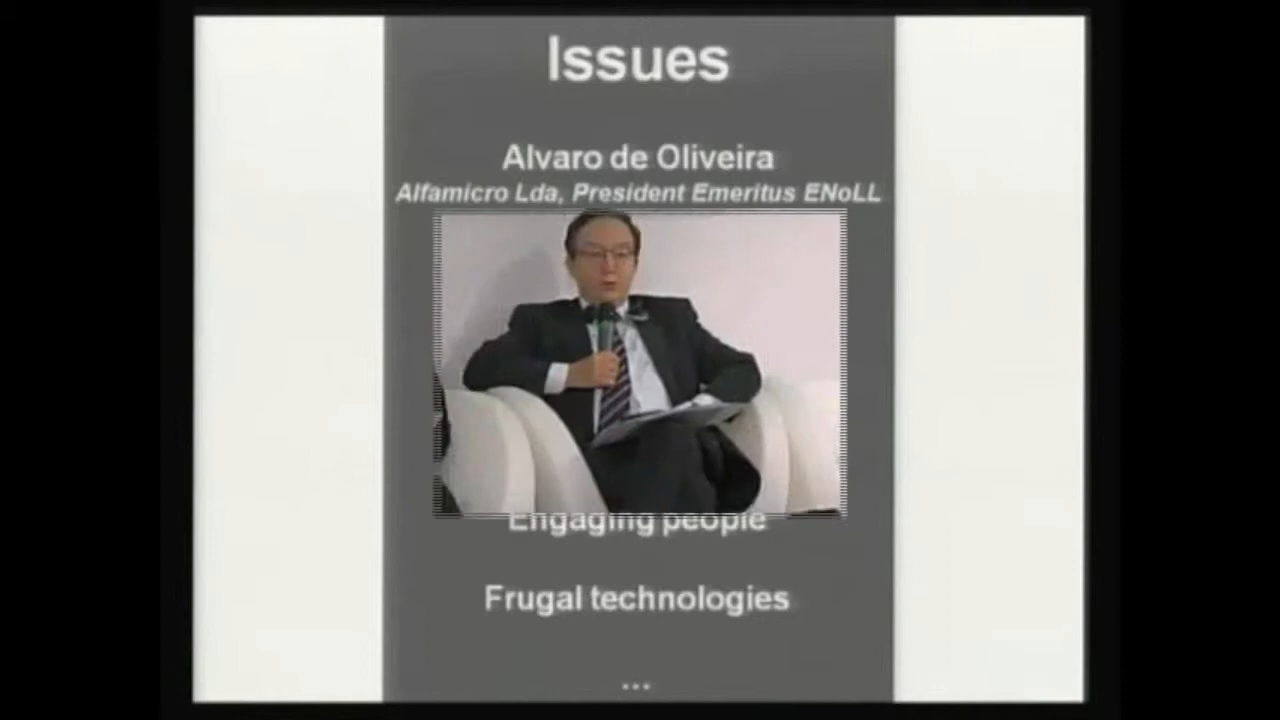 Issues
Alvaro de Oliveira
Alfamicro Lda, President Emeritus ENoLL
Engaging people
Frugal technologies
...